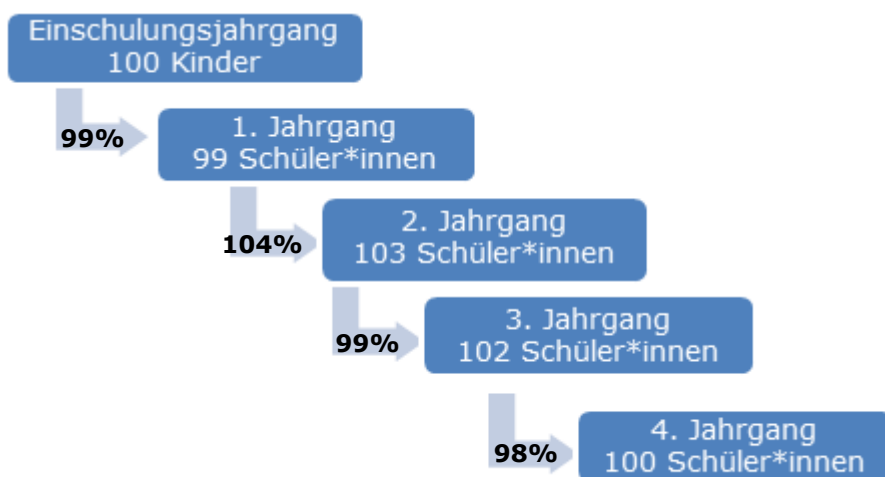 Einschulungsjahrgang
100 Kinder
99%
1. Jahrgang
99 Schüler*innen
104%
2. Jahrgang
103 Schüler*innen
99%
3. Jahrgang
102 Schüler*innen
98%
4. Jahrgang
100 Schüler*innen